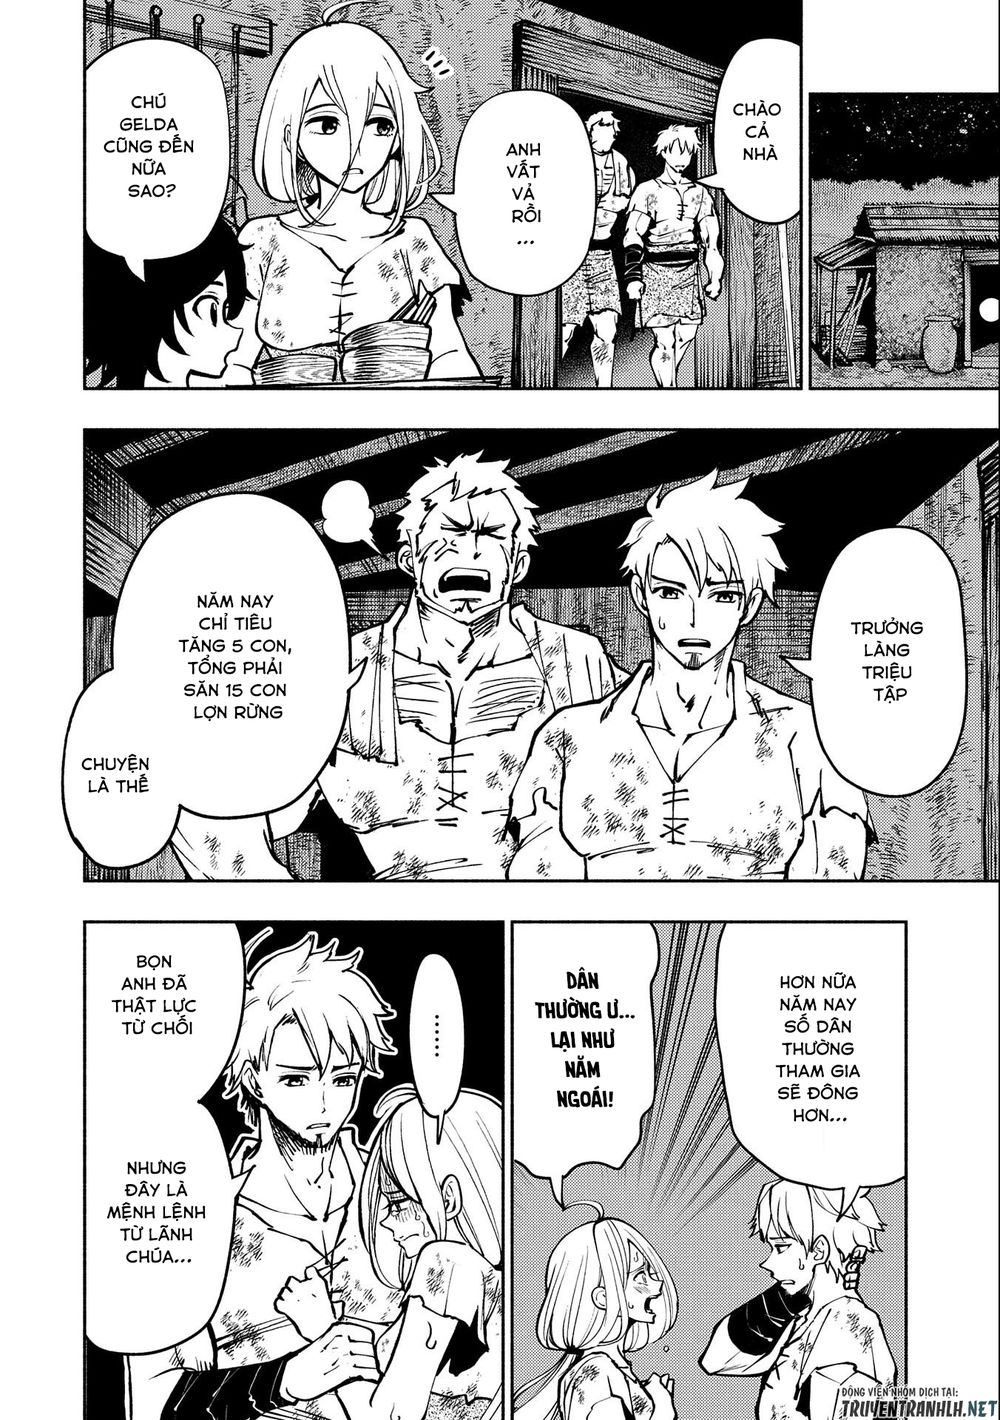 CHÀO
CẢ
NHÀ
ANH
VẤT
VẢ
RỒI
...
CHÚ
GELDA
CŨNG ĐẾN
NỮA
SAO?
TRƯỞNG
LÀNG
TRIỆU
TẬP
NĂM NAY
CHỈ TIÊU
TĂNG 5 CON,
TỔNG PHẢI
SĂN 15 CON
LỢN RỪNG
CHUYỆN
LÀ THẾ
HƠN NỮA
NĂM NAY
SỐ DÂN
THƯỜNG
THAM GIA
SẼ ĐÔNG
HƠN...
DÂN
THƯỜNG Ư...
LẠI NHƯ
NĂM
NGOÁI!
......
BỌN
ANH ĐÃ
THẬT LỰC
TỪ CHỐI
NHƯNG
ĐÂY LÀ
MỆNH LỆNH
TỪ LÃNH
CHÚA...
ĐỘNG VIÊN NHÓM DỊCH TẠI:
TRUYENTRANHLH.NET